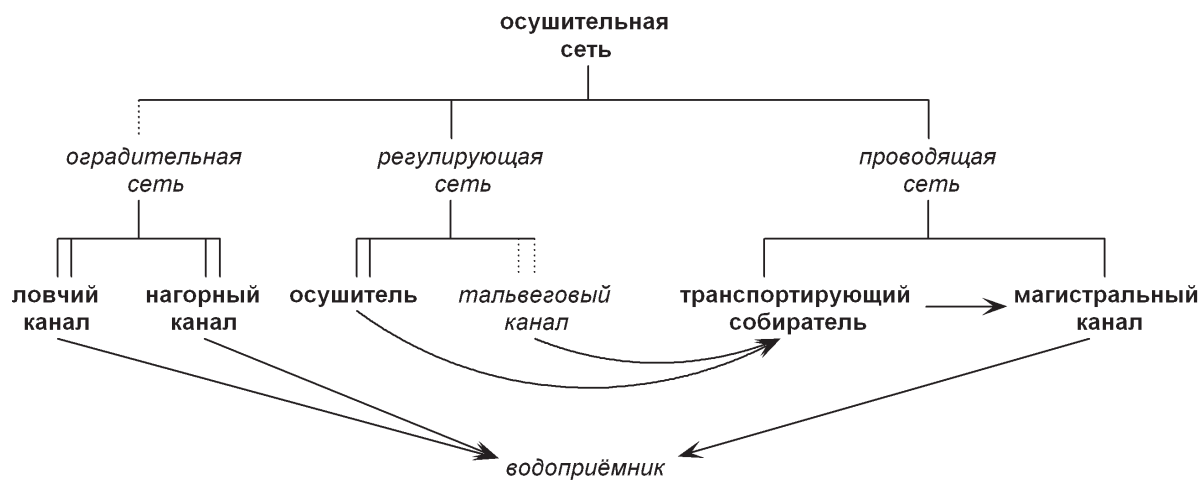 осушительная
сеть
оградительная
сеть
регулирующая
сеть
проводящая
сеть
ловчий
канал
нагорный
канал
осушитель
тальвеговый
канал
транспортирующий
собиратель
магистральный
канал
водоприёмник